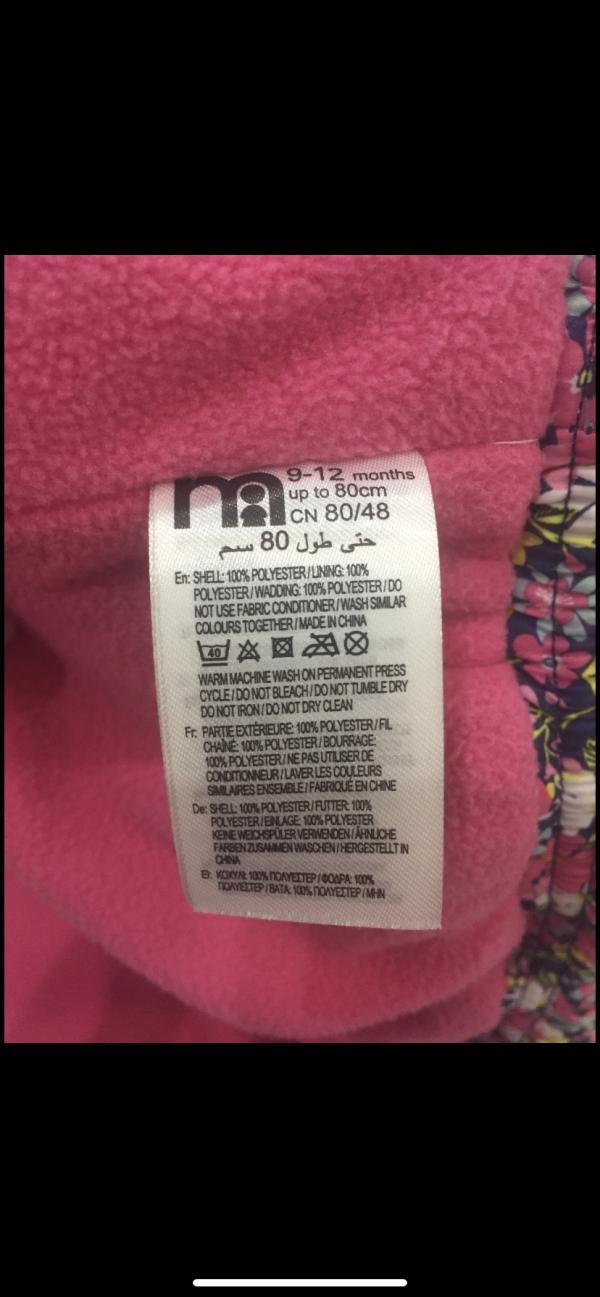 9-12 months
up to 80cm
CN 80/48
حتى طول 80 سم
En: SHELL: 100% POLYESTER / LINING: 100%
POLYESTER / WADDING: 100% POLYESTER / DO
NOT USE FABRIC CONDITIONER / WASH SIMILAR
COLOURS TOGETHER / MADE IN CHINA
40
WARM MACHINE WASH ON PERMANENT PRESS
CYCLE / DO NOT BLEACH / DO NOT TUMBLE DRY
DO NOT IRON / DO NOT DRY CLEAN
Fr: PARTIE EXTÉRIEURE: 100% POLYESTER / FIL
CHAÎNÉ: 100% POLYESTER / BOURRAGE:
100% POLYESTER / NE PAS UTILISER DE
CONDITIONNEUR / LAVER LES COULEURS
SIMILAIRES ENSEMBLE / FABRIQUÉ EN CHINE
De: SHELL: 100% POLYESTER / FUTTER: 100%
POLYESTER / EINLAGE: 100% POLYESTER
KEINE WEICHSPÜLER VERWENDEN / ÄHNLICHE
FARBEN ZUSAMMEN WASCHEN / HERGESTELLT IN
CHINA
El: ΚΟΧΥΛΙ: 100% ΠΟΛΥΕΣΤΕΡ / ΦΟΔΡΑ: 100%
ΠΟΛΥΕΣΤΕΡ / ΒΑΤΑ: 100% ΠΟΛΥΕΣΤΕΡ / ΜΗΝ